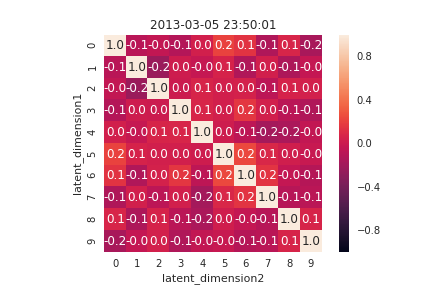 2013-03-05 23:50:01
0 1.0 -0.1 -0.0 -0.1 0.0 0.2 0.1 -0.1 0.1 -0.2
1 -0.1 1.0 -0.2 0.0 -0.0 0.1 -0.1 0.0 -0.1 -0.0
2 -0.0 -0.2 1.0 0.0 0.1 0.0 0.0 -0.1 0.1 0.0
3 -0.1 0.0 0.0 1.0 0.1 0.0 0.2 0.0 -0.1 -0.1
4 0.0 -0.0 0.1 0.1 1.0 0.0 -0.1 -0.2 -0.2 -0.0
5 0.2 0.1 0.0 0.0 0.0 1.0 0.2 0.1 0.0 -0.0
6 0.1 -0.1 0.0 0.2 -0.1 0.2 1.0 0.2 -0.0 -0.1
7 -0.1 0.0 -0.1 0.0 -0.2 0.1 0.2 1.0 -0.1 -0.1
8 0.1 -0.1 0.1 -0.1 -0.2 0.0 -0.0 -0.1 1.0 0.1
9 -0.2 -0.0 0.0 -0.1 -0.0 -0.0 -0.1 -0.1 0.1 1.0
0 1 2 3 4 5 6 7 8 9
latent_dimension2
latent_dimension1
0.8
0.4
0.0
-0.4
-0.8